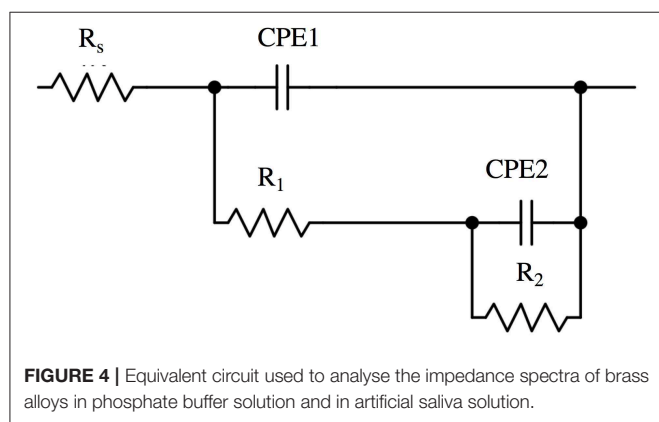 Rs
CPE1
R1
CPE2
R2
FIGURE 4 | Equivalent circuit used to analyse the impedance spectra of brass
alloys in phosphate buffer solution and in artificial saliva solution.